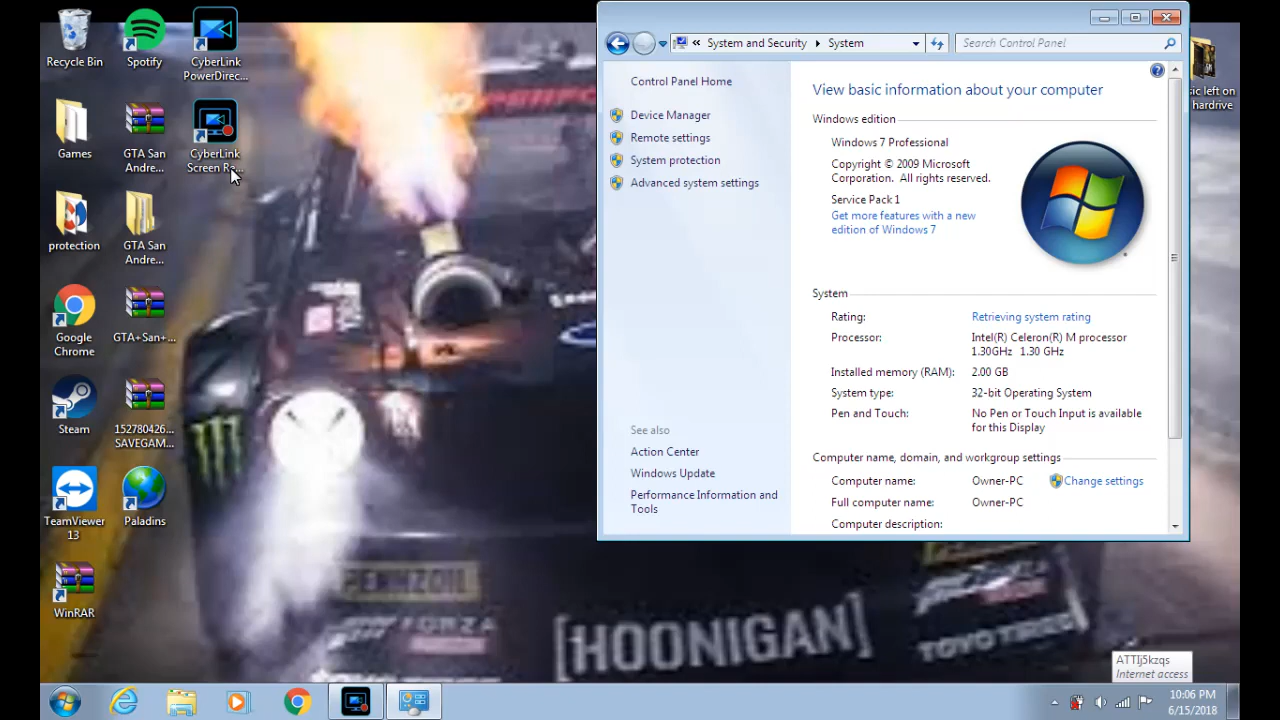 Recycle Bin
Spotify
CyberLink
PowerDirec...
Games
GTA San
Andre...
CyberLink
Screen Re...
protection
GTA San
Andre...
Google
Chrome
GTA+San+...
Steam
152780426...
SAVEGAM...
TeamViewer
13
Paladins
WinRAR
sic left on
hardrive
« System and Security ▸ System
Search Control Panel
Control Panel Home
Device Manager
Remote settings
System protection
Advanced system settings
See also
Action Center
Windows Update
Performance Information and
Tools
View basic information about your computer
Windows edition
Windows 7 Professional
Copyright © 2009 Microsoft
Corporation. All rights reserved.
Service Pack 1
Get more features with a new
edition of Windows 7
System
Rating: Retrieving system rating
Processor: Intel(R) Celeron(R) M processor
1.30GHz 1.30 GHz
Installed memory (RAM): 2.00 GB
System type: 32-bit Operating System
Pen and Touch: No Pen or Touch Input is available
for this Display
Computer name, domain, and workgroup settings
Computer name: Owner-PC Change settings
Full computer name: Owner-PC
Computer description:
PENNZOIL
FORZA
[HOONIGAN]
TOYO TIRES
ATTIj5kzqs
Internet access
10:06 PM
6/15/2018